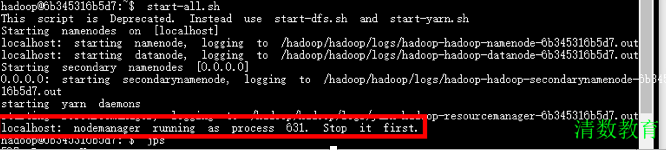 hadoop@6b345316b5d7:~$ start-all.sh
This script is Deprecated. Instead use start-dfs.sh and start-yarn.sh
Starting namenodes on [localhost]
localhost: starting namenode, logging to /hadoop/hadoop/logs/hadoop-hadoop-namenode-6b345316b5d7.out
localhost: starting datanode, logging to /hadoop/hadoop/logs/hadoop-hadoop-datanode-6b345316b5d7.out
Starting secondary namenodes [0.0.0.0]
0.0.0.0: starting secondarynamenode, logging to /hadoop/hadoop/logs/hadoop-hadoop-secondarynamenode-6b34531
6b5d7.out
starting yarn daemons
resourcemanager-6b345316b5d7.out
localhost: nodemanager running as process 631. Stop it first.
清数教育
hadoop@6b345316b5d7:~$ jps